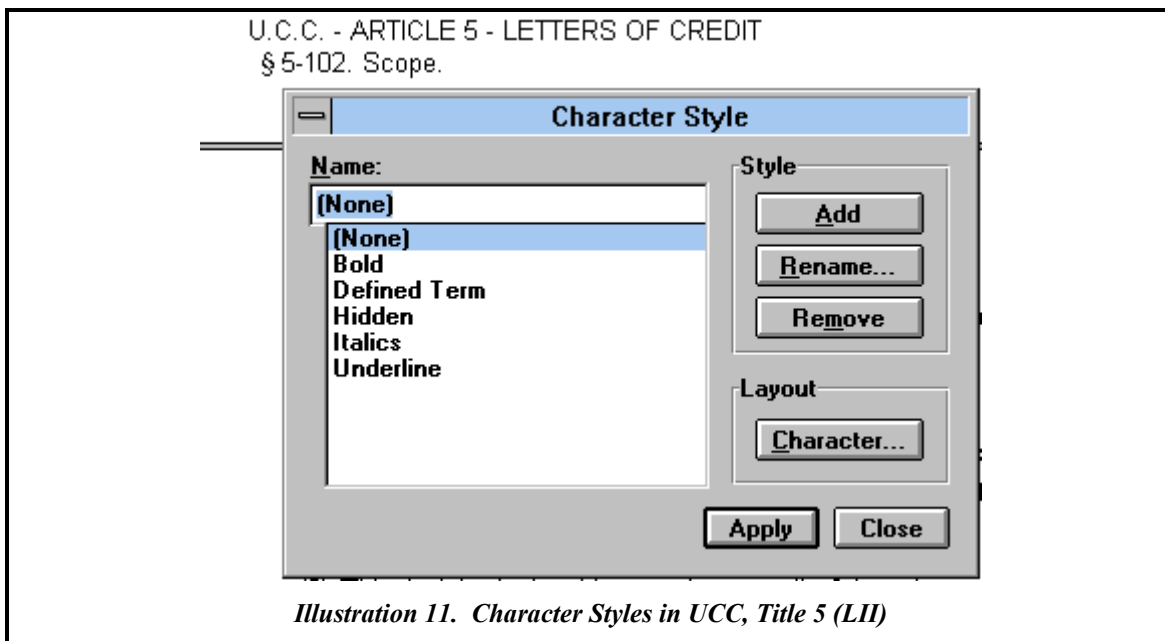 U.C.C. - ARTICLE 5 - LETTERS OF CREDIT
§ 5-102. Scope.
Character Style
Name:
(None)
(None)
Bold
Defined Term
Hidden
Italics
Underline
Style
Add
Rename...
Remove
Layout
Character...
Apply Close
Illustration 11. Character Styles in UCC, Title 5 (LII)